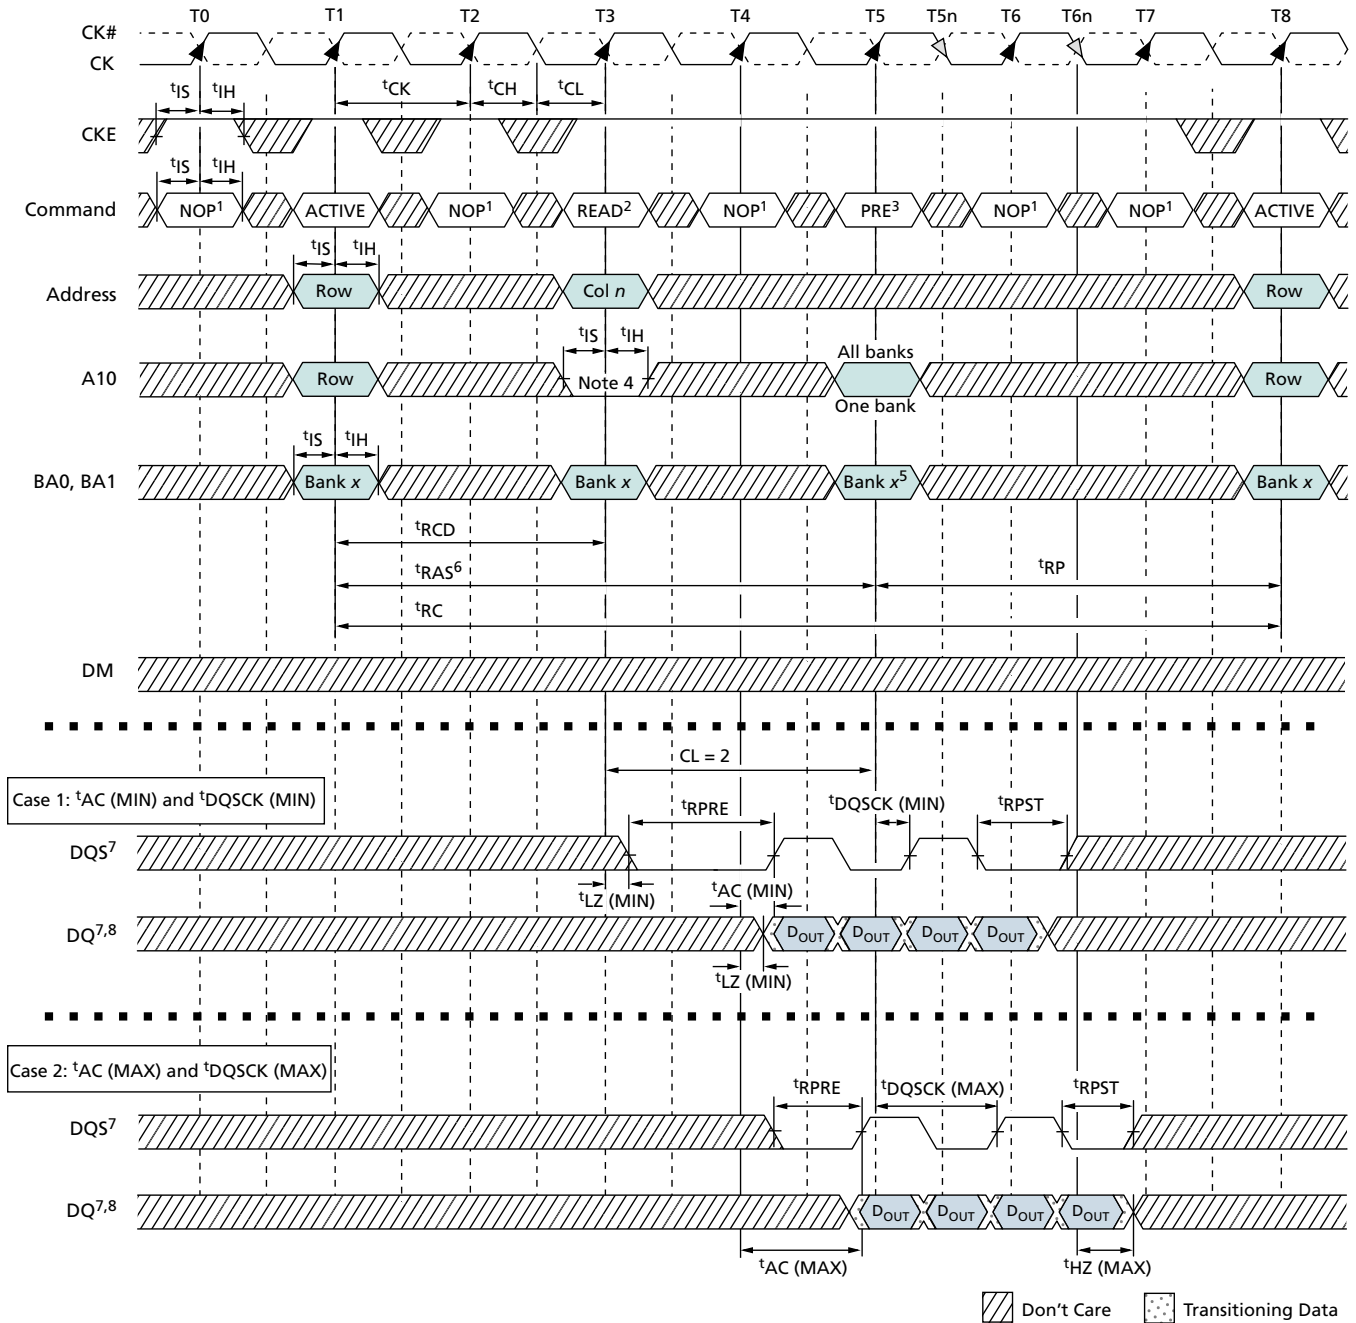 T0 T1 T2 T3 T4 T5 T5n T6 T6n T7 T8
CK#
CK
tIS tIH tCK tCH tCL
CKE
tIS tIH
Command NOP1 ACTIVE NOP1 READ2 NOP1 PRE3 NOP1 NOP1 ACTIVE
tIS tIH
Address Row Col n Row
tIS tIH All banks
A10 Row Note 4 Row
One bank
tIS tIH
BA0, BA1 Bank x Bank x Bank x5 Bank x
tRCD
tRAS6 tRP
tRC
DM
CL = 2
Case 1: tAC (MIN) and tDQSCK (MIN)
tRPRE tDQSCK (MIN) tRPST
DQS7
tLZ (MIN) tAC (MIN)
DQ7,8 DOUT DOUT DOUT DOUT
tLZ (MIN)
Case 2: tAC (MAX) and tDQSCK (MAX)
tRPRE tDQSCK (MAX) tRPST
DQS7
DQ7,8 DOUT DOUT DOUT DOUT
tAC (MAX) tHZ (MAX)
Don't Care Transitioning Data